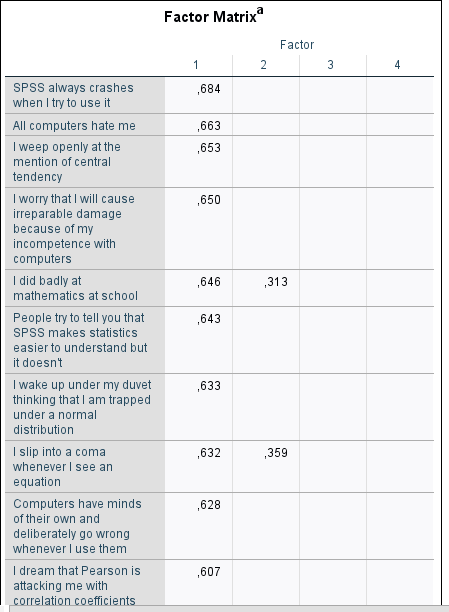 Factor Matrixa
Factor
1 2 3 4
SPSS always crashes ,684
when I try to use it
All computers hate me ,663
I weep openly at the ,653
mention of central
tendency
I worry that I will cause ,650
irreparable damage
because of my
incompetence with
computers
I did badly at ,646 ,313
mathematics at school
People try to tell you that ,643
SPSS makes statistics
easier to understand but
it doesn't
I wake up under my duvet ,633
thinking that I am trapped
under a normal
distribution
I slip into a coma ,632 ,359
whenever I see an
equation
Computers have minds ,628
of their own and
deliberately go wrong
whenever I use them
I dream that Pearson is ,607
attacking me with
correlation coefficients